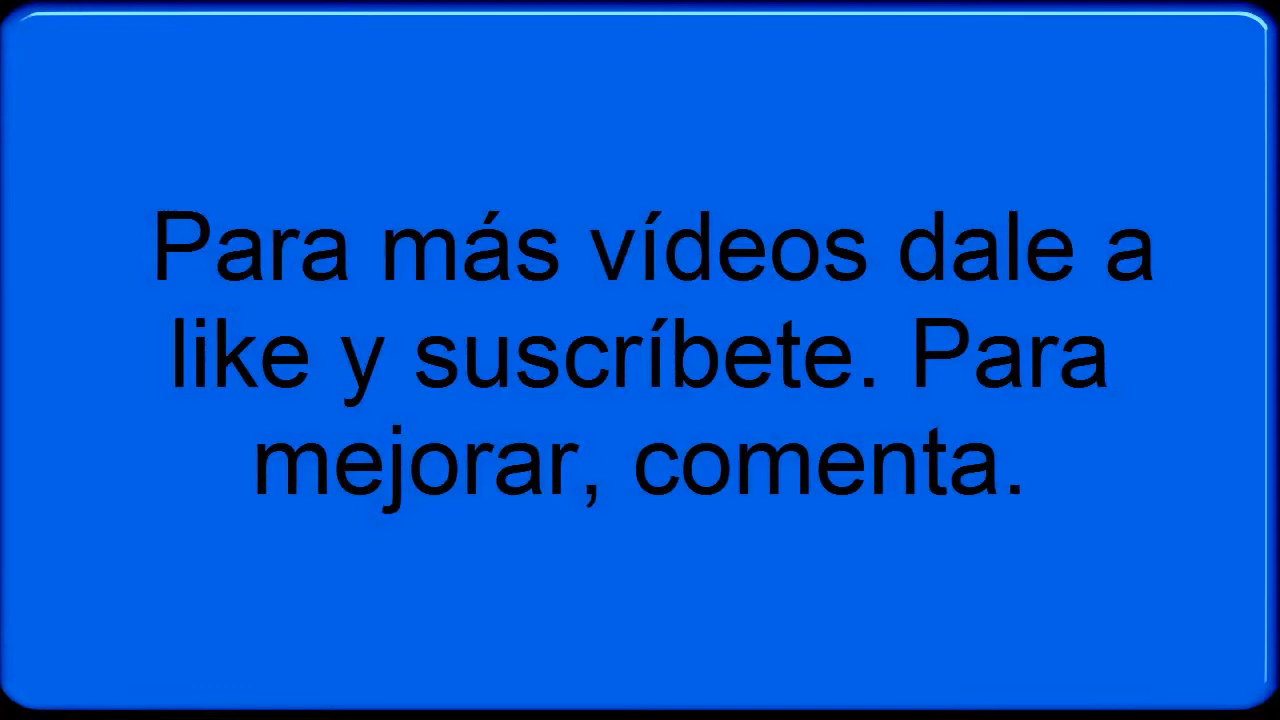 Para más vídeos dale a
like y suscríbete. Para
mejorar, comenta.